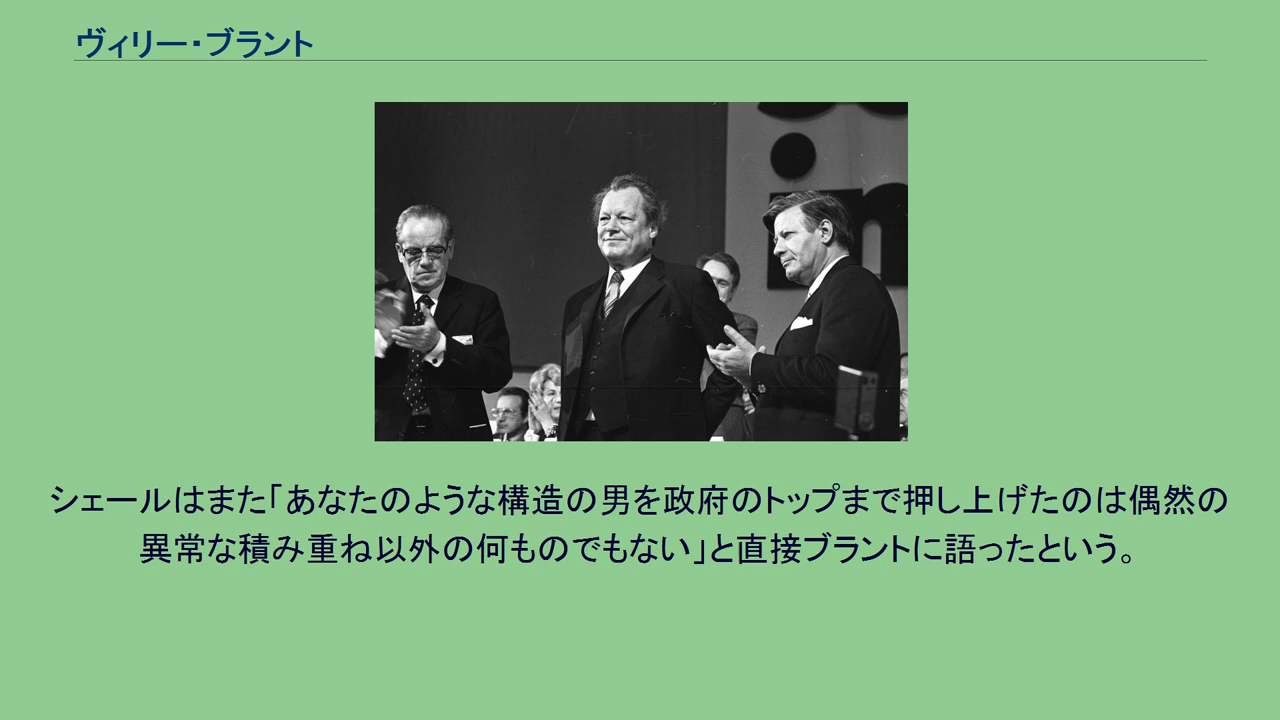 ヴィリー・ブラント
in
シェールはまた「あなたのような構造の男を政府のトップまで押し上げたのは偶然の
異常な積み重ね以外の何ものでもない」と直接ブラントに語ったという。